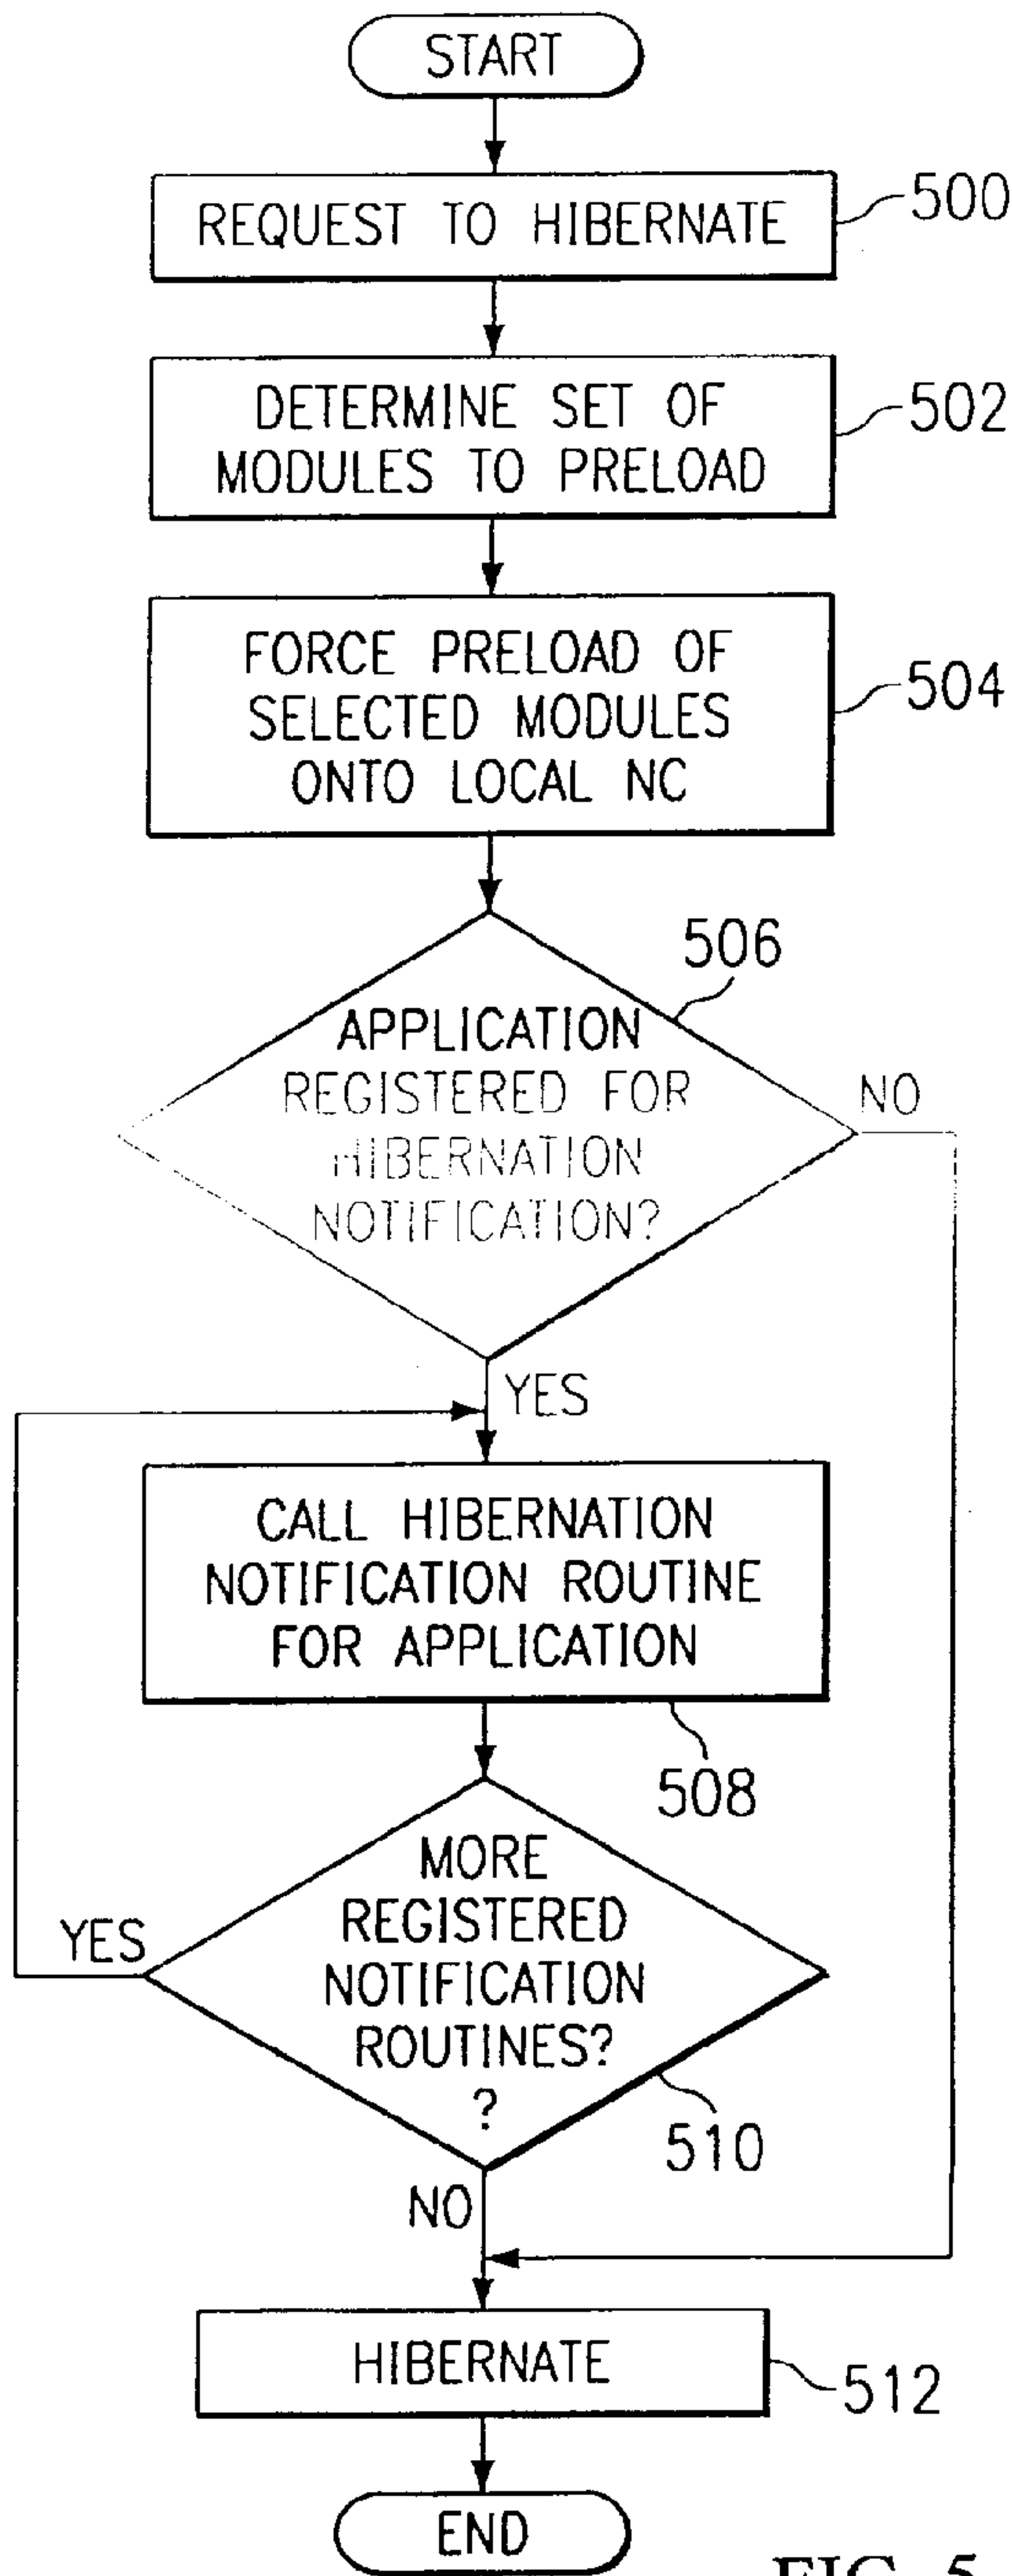 START
REQUEST TO HIBERNATE
500
DETERMINE SET OF
MODULES TO PRELOAD
502
FORCE PRELOAD OF
SELECTED MODULES
ONTO LOCAL NC
504
506
APPLICATION
REGISTERED FOR
HIBERNATION
NOTIFICATION?
NO
YES
CALL HIBERNATION
NOTIFICATION ROUTINE
FOR APPLICATION
508
MORE
REGISTERED
NOTIFICATION
ROUTINES?
?
YES
510
NO
HIBERNATE
512
END
FIG. 5